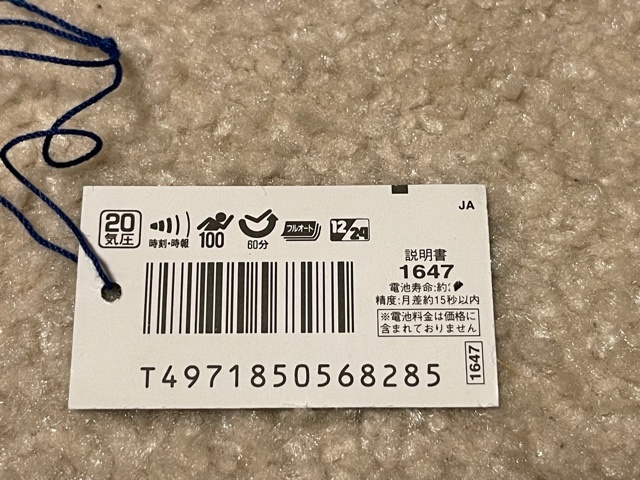 JA
20
気圧
時刻・時報
100
60分
フルオート
12/24
説明書
1647
電池寿命:約
精度:月差約15秒以内
※電池料金は価格に
含まれておりません
T4971850568285
1647